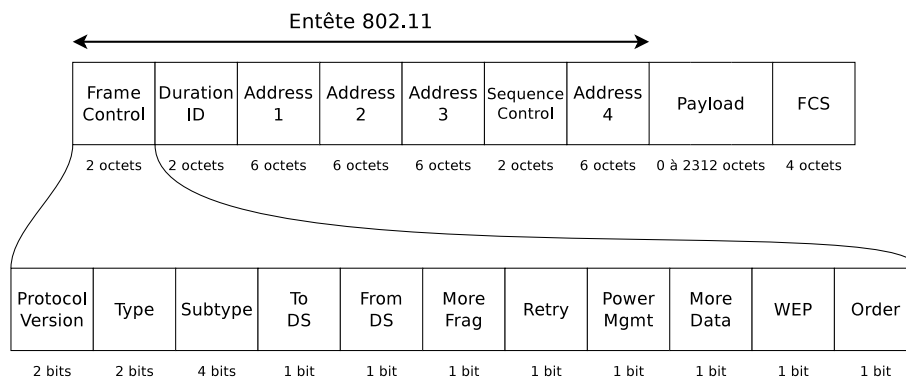 Entête 802.11
Frame Control
Duration ID
Address 1
Address 2
Address 3
Sequence Control
Address 4
Payload
FCS
2 octets
2 octets
6 octets
6 octets
6 octets
2 octets
6 octets
0 à 2312 octets
4 octets
Protocol Version
Type
Subtype
To DS
From DS
More Frag
Retry
Power Mgmt
More Data
WEP
Order
2 bits
2 bits
4 bits
1 bit
1 bit
1 bit
1 bit
1 bit
1 bit
1 bit
1 bit